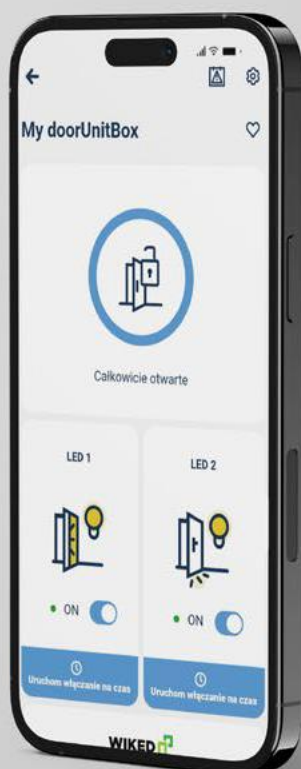 My doorUnitBox
Całkowicie otwarte
LED 1
LED 2
ON
ON
Uruchom włączanie na czas
Uruchom włączanie na czas
WIKED